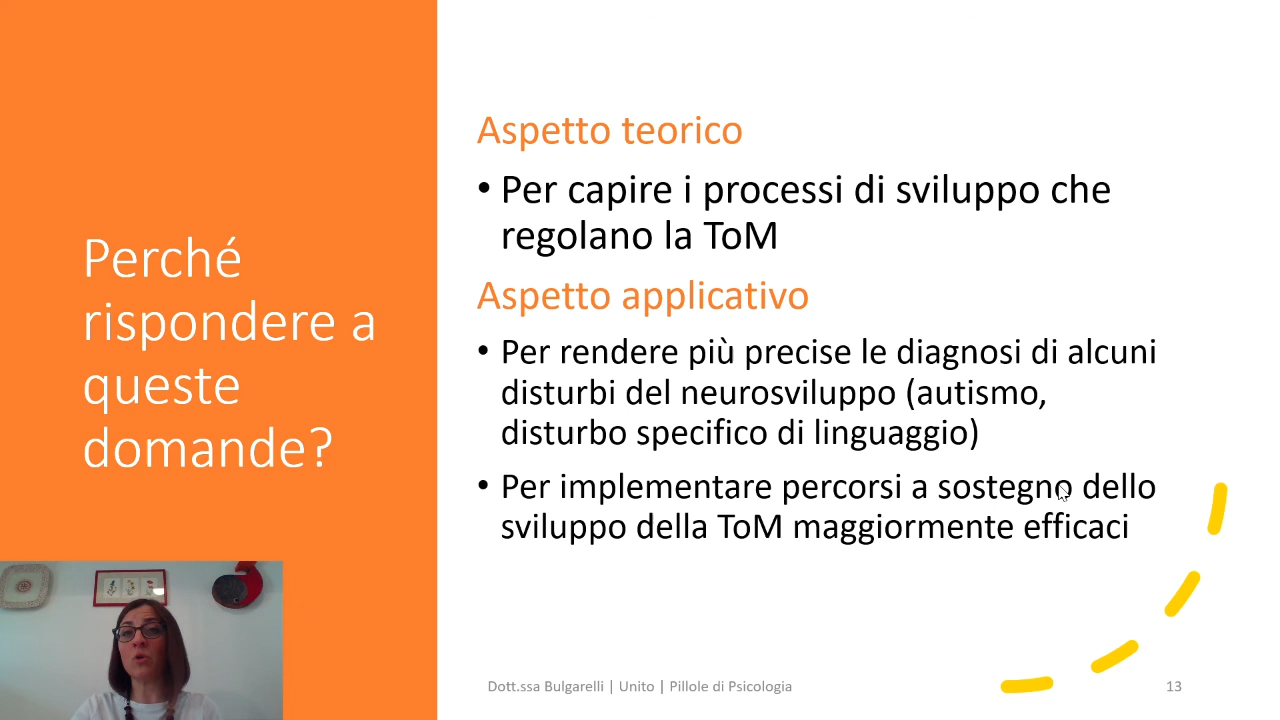 Perché
rispondere a
queste
domande?
Aspetto teorico
• Per capire i processi di sviluppo che
regolano la ToM
Aspetto applicativo
• Per rendere più precise le diagnosi di alcuni
disturbi del neurosviluppo (autismo,
disturbo specifico di linguaggio)
• Per implementare percorsi a sostegno dello
sviluppo della ToM maggiormente efficaci
Dott.ssa Bulgarelli | Unito | Pillole di Psicologia
13